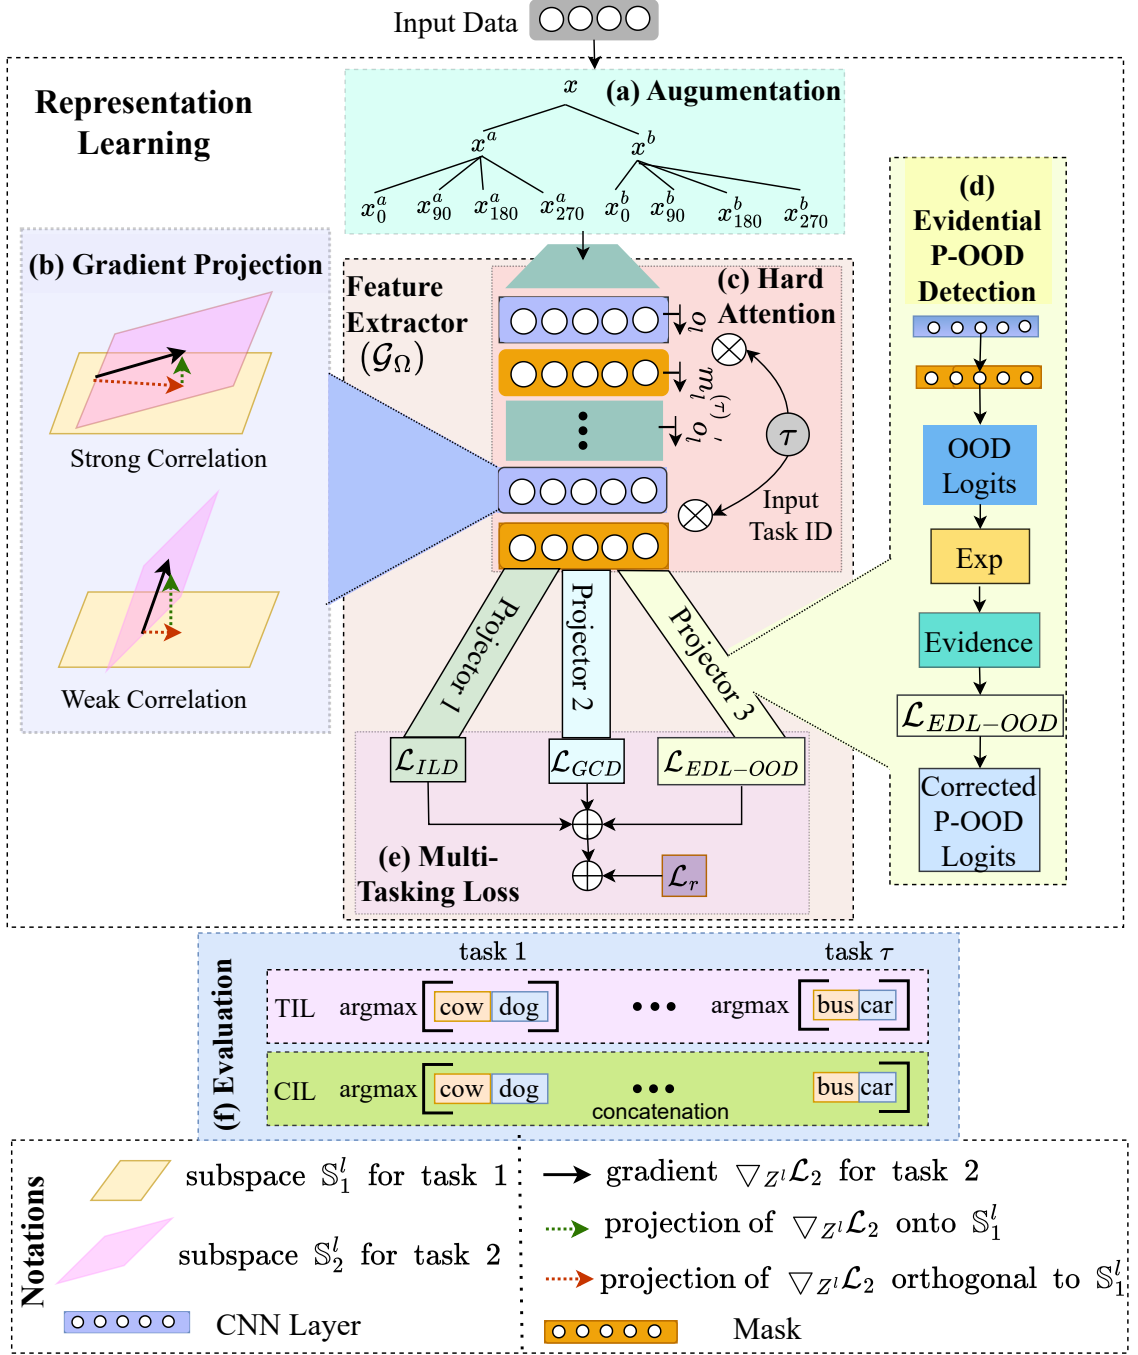 Input Data
Representation
Learning
(a) Augumentation
x
x^a x^b
x^a_0 x^a_90 x^a_180 x^a_270 x^b_0 x^b_90 x^b_180 x^b_270
(b) Gradient Projection
Strong Correlation
Weak Correlation
Feature
Extractor
(𝒢_Ω)
(c) Hard
Attention
o_l
m_l^(τ)
o_l'
τ
Input
Task ID
Projector 1
Projector 2
Projector 3
ℒ_ILD
ℒ_GCD
ℒ_EDL−OOD
ℒ_r
(e) Multi-
Tasking Loss
(d)
Evidential
P-OOD
Detection
OOD
Logits
Exp
Evidence
ℒ_EDL−OOD
Corrected
P-OOD
Logits
(f) Evaluation
task 1 task τ
TIL argmax [cow dog] ••• argmax [bus car]
CIL argmax [cow dog ••• bus car]
concatenation
Notations
subspace 𝕊^l_1 for task 1
subspace 𝕊^l_2 for task 2
CNN Layer
gradient ▽_{Z^l}ℒ_2 for task 2
projection of ▽_{Z^l}ℒ_2 onto 𝕊^l_1
projection of ▽_{Z^l}ℒ_2 orthogonal to 𝕊^l_1
Mask